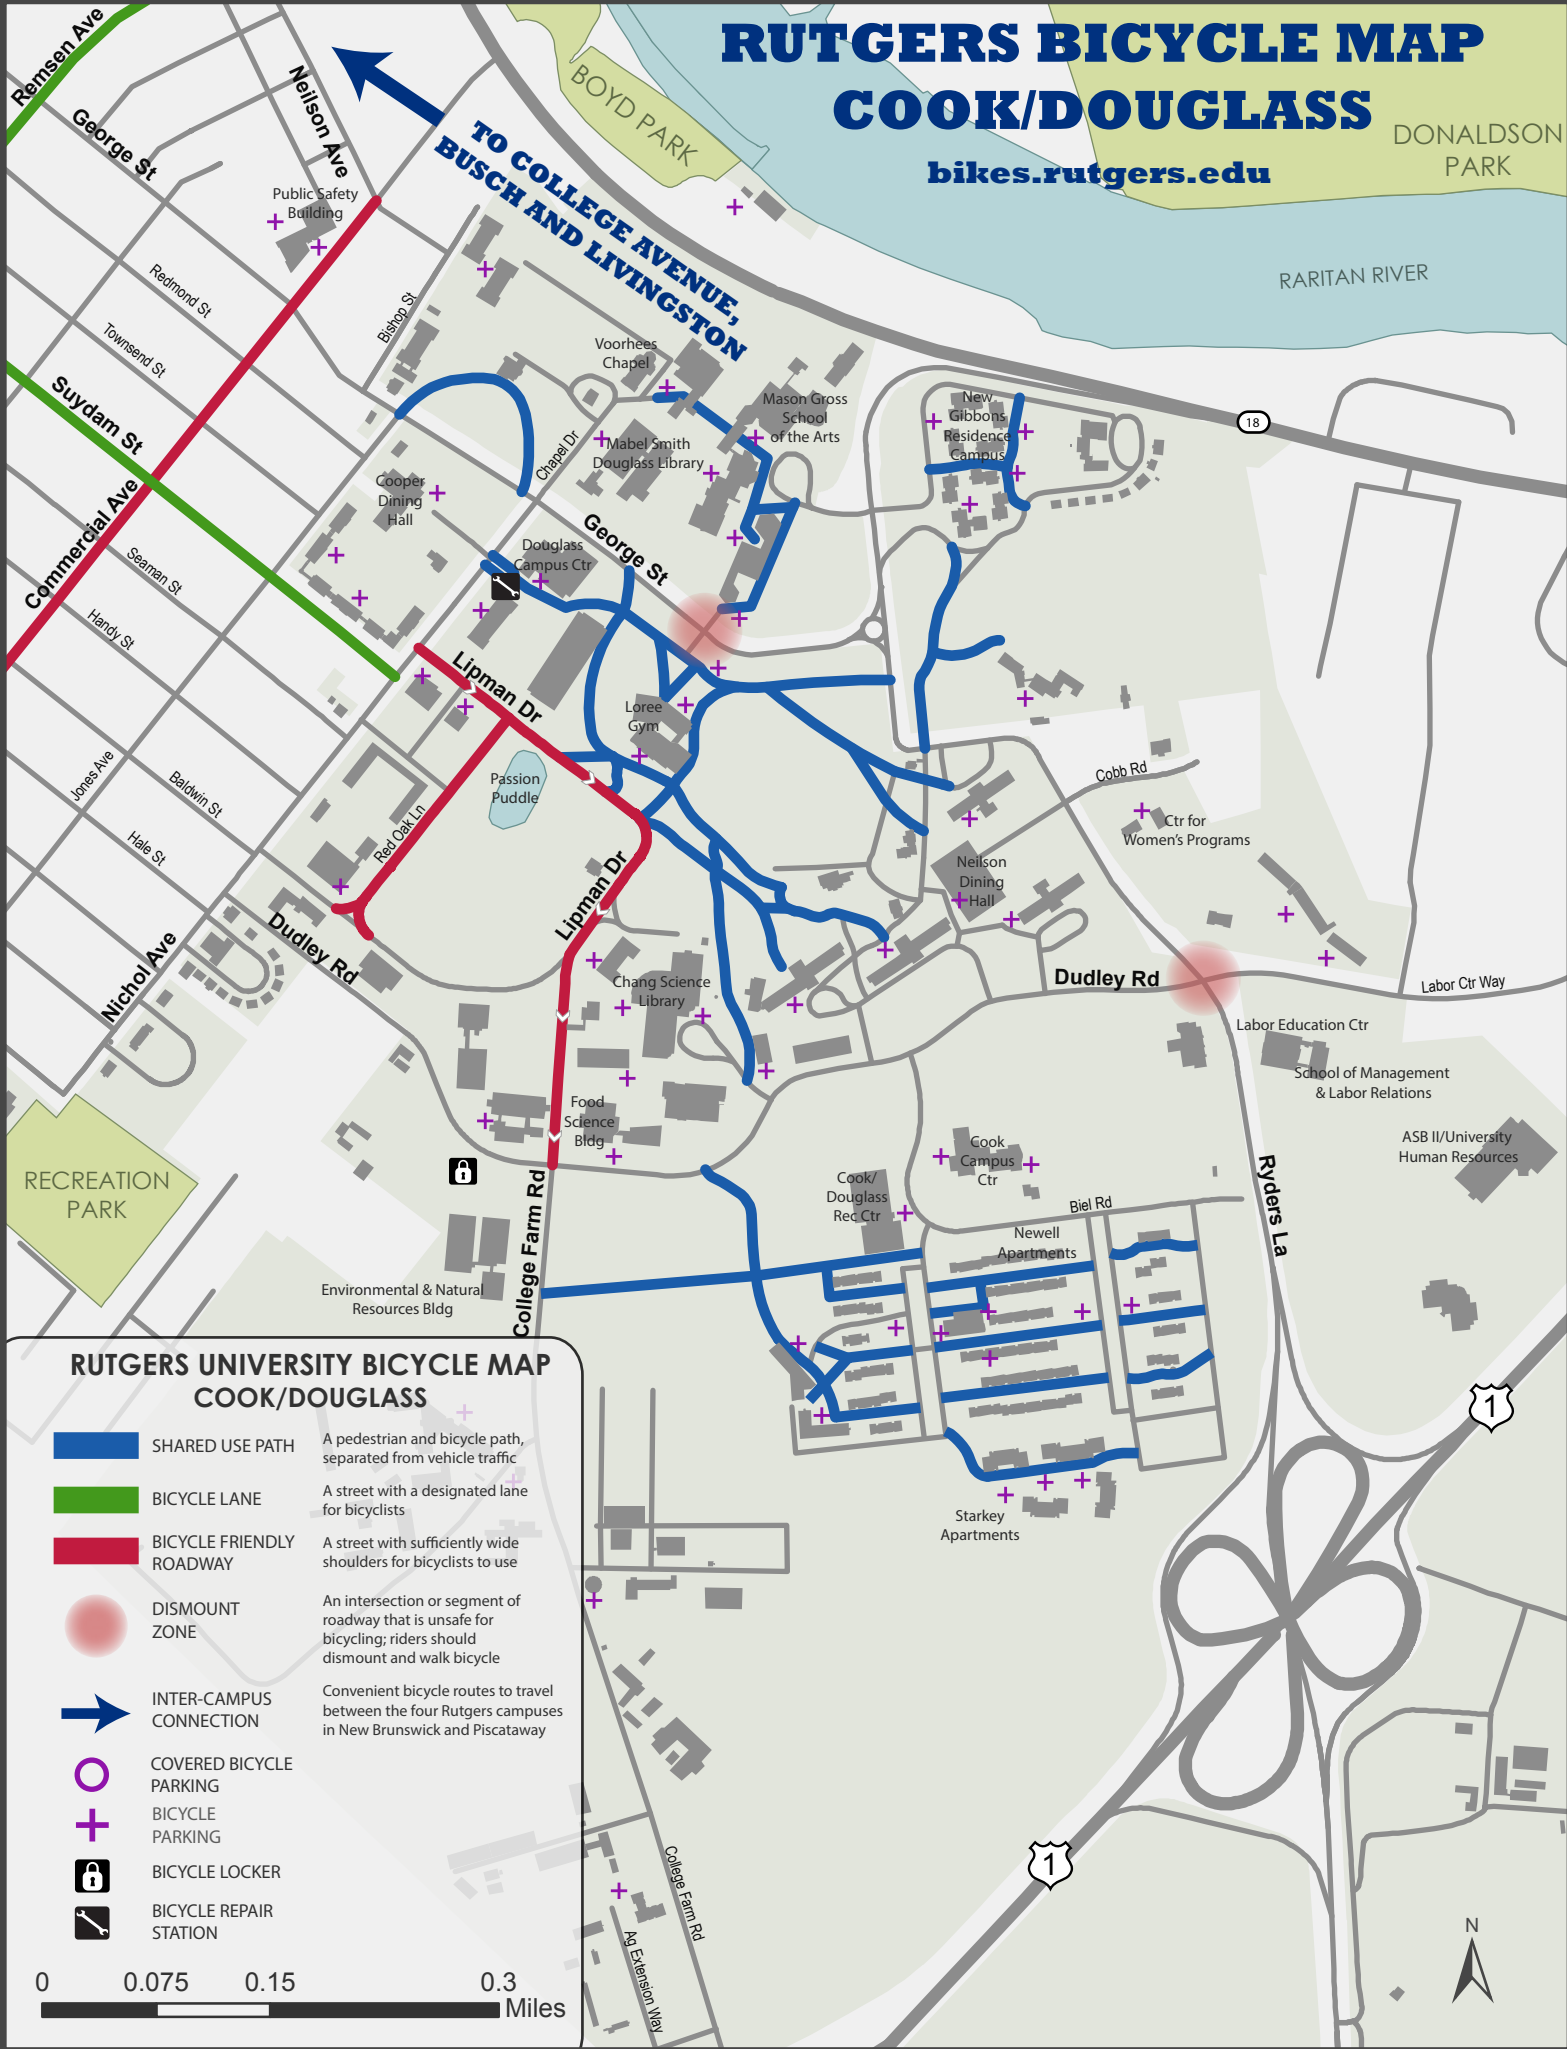 RUTGERS BICYCLE MAP
COOK/DOUGLASS
bikes.rutgers.edu
DONALDSON
PARK
BOYD PARK
RARITAN RIVER
TO COLLEGE AVENUE,
BUSCH AND LIVINGSTON
Remsen Ave
George St
Neilson Ave
Public Safety
Building
Redmond St
Townsend St
Bishop St
Suydam St
Commercial Ave
Seaman St
Handy St
Jones Ave
Baldwin St
Hale St
Nichol Ave
Voorhees
Chapel
Mason Gross
School
of the Arts
Mabel Smith
Douglass Library
Chapel Dr
Cooper
Dining
Hall
Douglass
Campus Ctr
George St
New
Gibbons
Residence
Campus
18
Lipman Dr
Loree
Gym
Passion
Puddle
Red Oak Ln
Lipman Dr
Dudley Rd
Cobb Rd
Ctr for
Women's Programs
Neilson
Dining
Hall
Chang Science
Library
Dudley Rd
Labor Ctr Way
Labor Education Ctr
School of Management
& Labor Relations
ASB II/University
Human Resources
Food
Science
Bldg
Cook
Campus
Ctr
Cook/
Douglass
Rec Ctr
Biel Rd
Ryders La
Newell
Apartments
RECREATION
PARK
College Farm Rd
Environmental & Natural
Resources Bldg
Starkey
Apartments
1
1
College Farm Rd
Ag Extension Way
N
RUTGERS UNIVERSITY BICYCLE MAP
COOK/DOUGLASS
SHARED USE PATH
A pedestrian and bicycle path,
separated from vehicle traffic
BICYCLE LANE
A street with a designated lane
for bicyclists
BICYCLE FRIENDLY
ROADWAY
A street with sufficiently wide
shoulders for bicyclists to use
DISMOUNT
ZONE
An intersection or segment of
roadway that is unsafe for
bicycling; riders should
dismount and walk bicycle
INTER-CAMPUS
CONNECTION
Convenient bicycle routes to travel
between the four Rutgers campuses
in New Brunswick and Piscataway
COVERED BICYCLE
PARKING
BICYCLE
PARKING
BICYCLE LOCKER
BICYCLE REPAIR
STATION
0 0.075 0.15 0.3
Miles